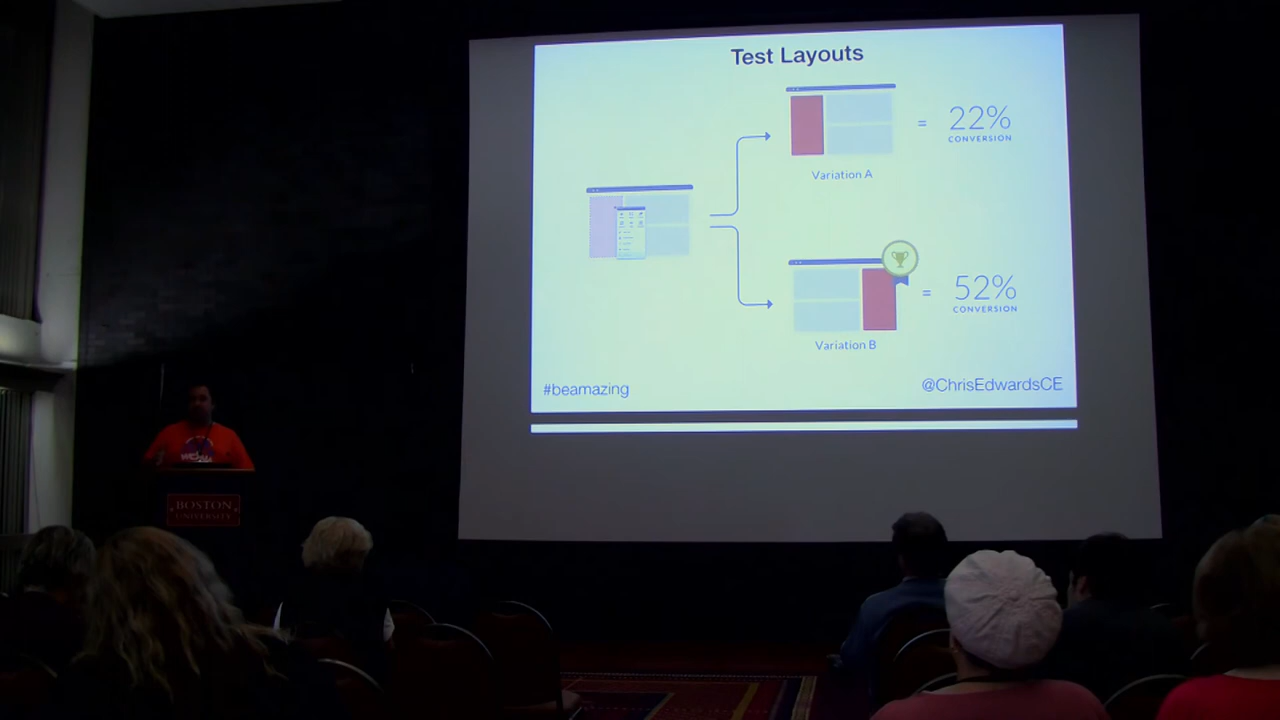 Test Layouts
= 22%
CONVERSION
Variation A
= 52%
CONVERSION
Variation B
#beamazing
@ChrisEdwardsCE
BOSTON
UNIVERSITY